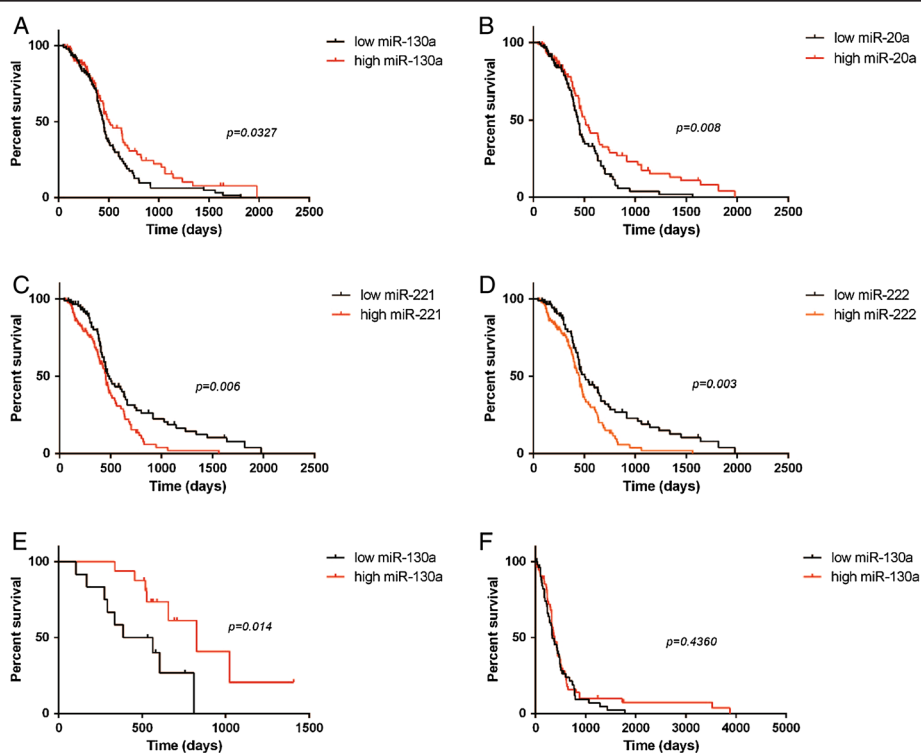 A
low miR-130a
high miR-130a
Percent survival
100
50
0
p=0.0327
0 500 1000 1500 2000 2500
Time (days)
B
low miR-20a
high miR-20a
Percent survival
100
50
0
p=0.008
0 500 1000 1500 2000 2500
Time (days)
C
low miR-221
high miR-221
Percent survival
100
50
0
p=0.006
0 500 1000 1500 2000 2500
Time (days)
D
low miR-222
high miR-222
Percent survival
100
50
0
p=0.003
0 500 1000 1500 2000 2500
Time (days)
E
low miR-130a
high miR-130a
Percent survival
100
50
0
p=0.014
0 500 1000 1500
Time (days)
F
low miR-130a
high miR-130a
Percent survival
100
50
0
p=0.4360
0 1000 2000 3000 4000 5000
Time (days)